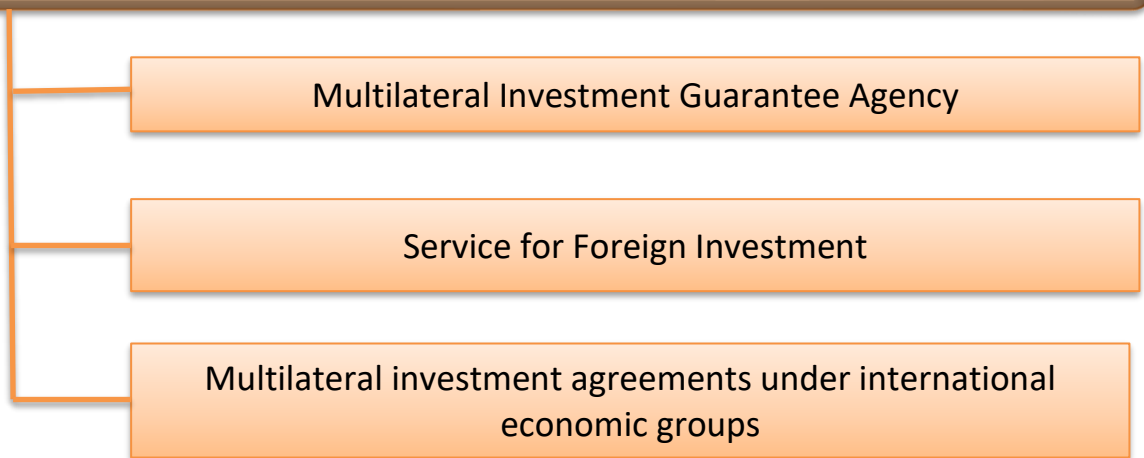 Multilateral Investment Guarantee Agency
Service for Foreign Investment
Multilateral investment agreements under international
economic groups